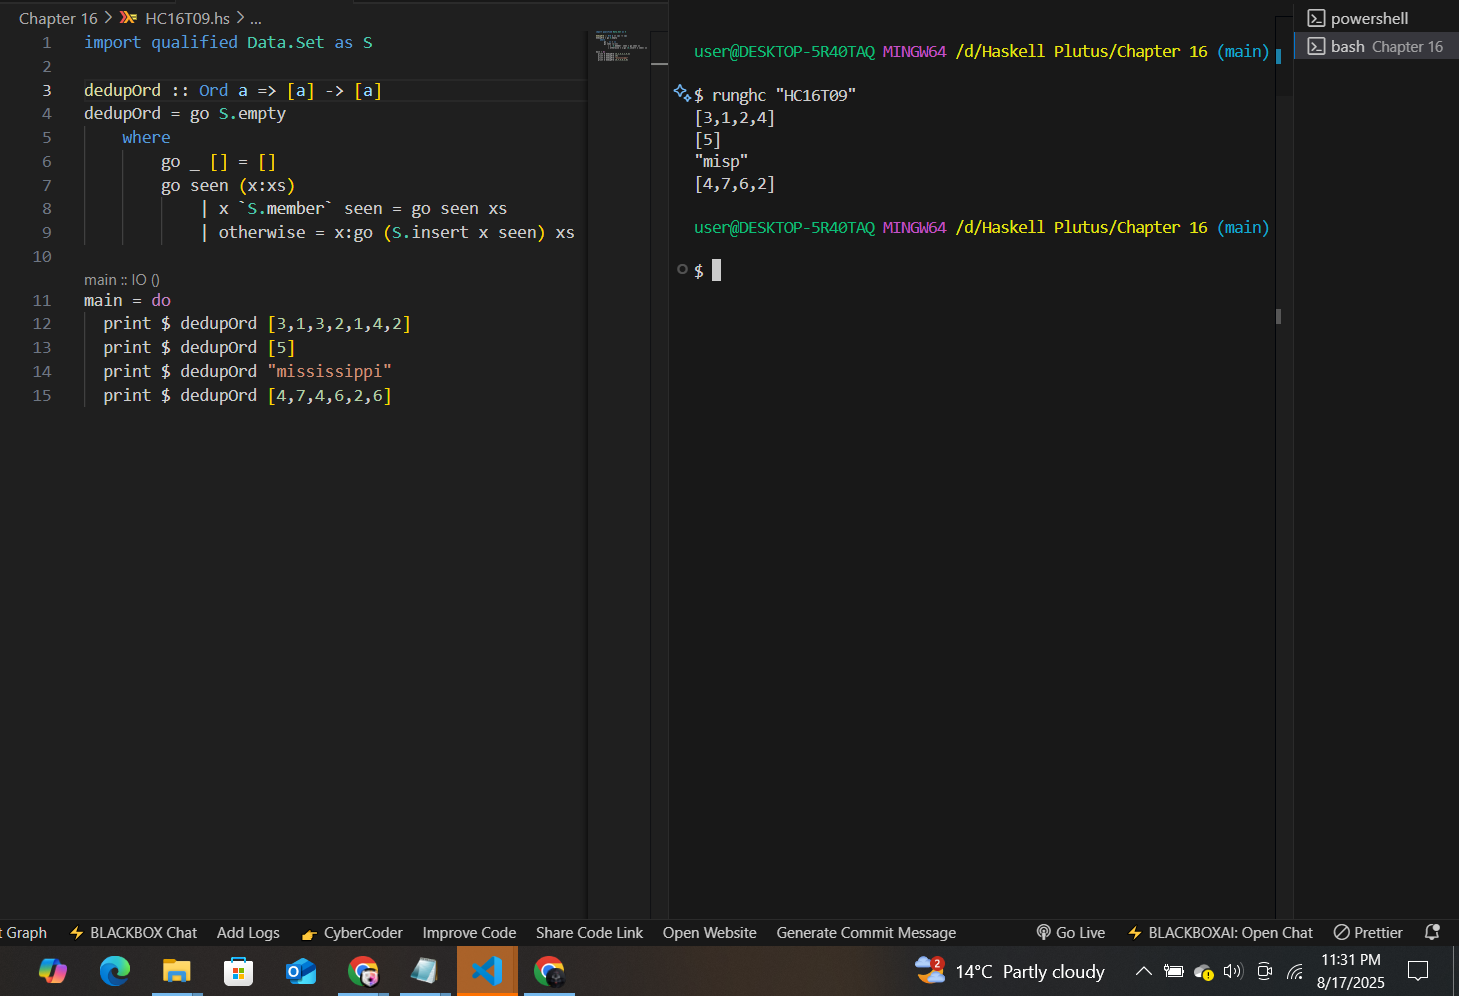 Chapter 16 > HC16T09.hs > ...
1 import qualified Data.Set as S
2
3 dedupOrd :: Ord a => [a] -> [a]
4 dedupOrd = go S.empty
5 where
6 go _ [] = []
7 go seen (x:xs)
8 | x `S.member` seen = go seen xs
9 | otherwise = x:go (S.insert x seen) xs
10
main :: IO ()
11 main = do
12 print $ dedupOrd [3,1,3,2,1,4,2]
13 print $ dedupOrd [5]
14 print $ dedupOrd "mississippi"
15 print $ dedupOrd [4,7,4,6,2,6]
user@DESKTOP-5R40TAQ MINGW64 /d/Haskell Plutus/Chapter 16 (main)
$ runghc "HC16T09"
[3,1,2,4]
[5]
"misp"
[4,7,6,2]
user@DESKTOP-5R40TAQ MINGW64 /d/Haskell Plutus/Chapter 16 (main)
$
powershell
bash Chapter 16
t Graph BLACKBOX Chat Add Logs CyberCoder Improve Code Share Code Link Open Website Generate Commit Message Go Live BLACKBOXAI: Open Chat Prettier
2 14°C Partly cloudy 11:31 PM
8/17/2025